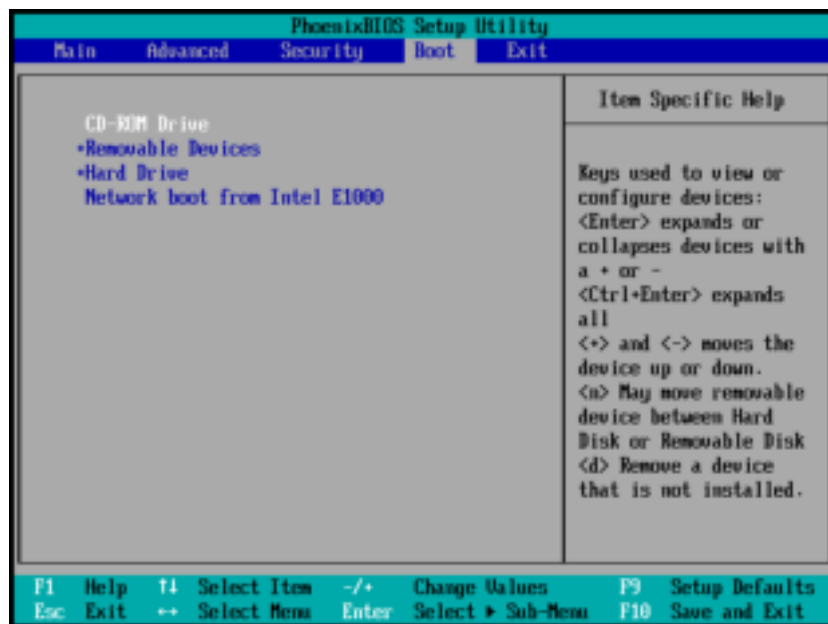 PhoenixBIOS Setup Utility
Main Advanced Security Boot Exit
CD-ROM Drive
+Removable Devices
+Hard Drive
Network boot from Intel E1000
Item Specific Help
Keys used to view or
configure devices:
<Enter> expands or
collapses devices with
a + or -
<Ctrl+Enter> expands
all
<+> and <-> moves the
device up or down.
<n> May move removable
device between Hard
Disk or Removable Disk
<d> Remove a device
that is not installed.
F1 Help ↑↓ Select Item -/+ Change Values F9 Setup Defaults
Esc Exit ↔ Select Menu Enter Select ▶ Sub-Menu F10 Save and Exit